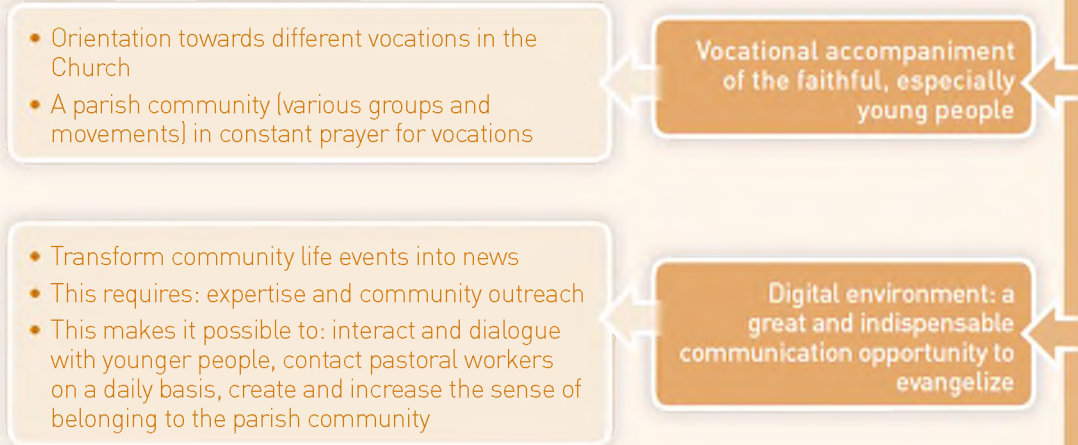 • Orientation towards different vocations in the
Church
• A parish community (various groups and
movements) in constant prayer for vocations
Vocational accompaniment
of the faithful, especially
young people
• Transform community life events into news
• This requires: expertise and community outreach
• This makes it possible to: interact and dialogue
with younger people, contact pastoral workers
on a daily basis, create and increase the sense of
belonging to the parish community
Digital environment: a
great and indispensable
communication opportunity to
evangelize